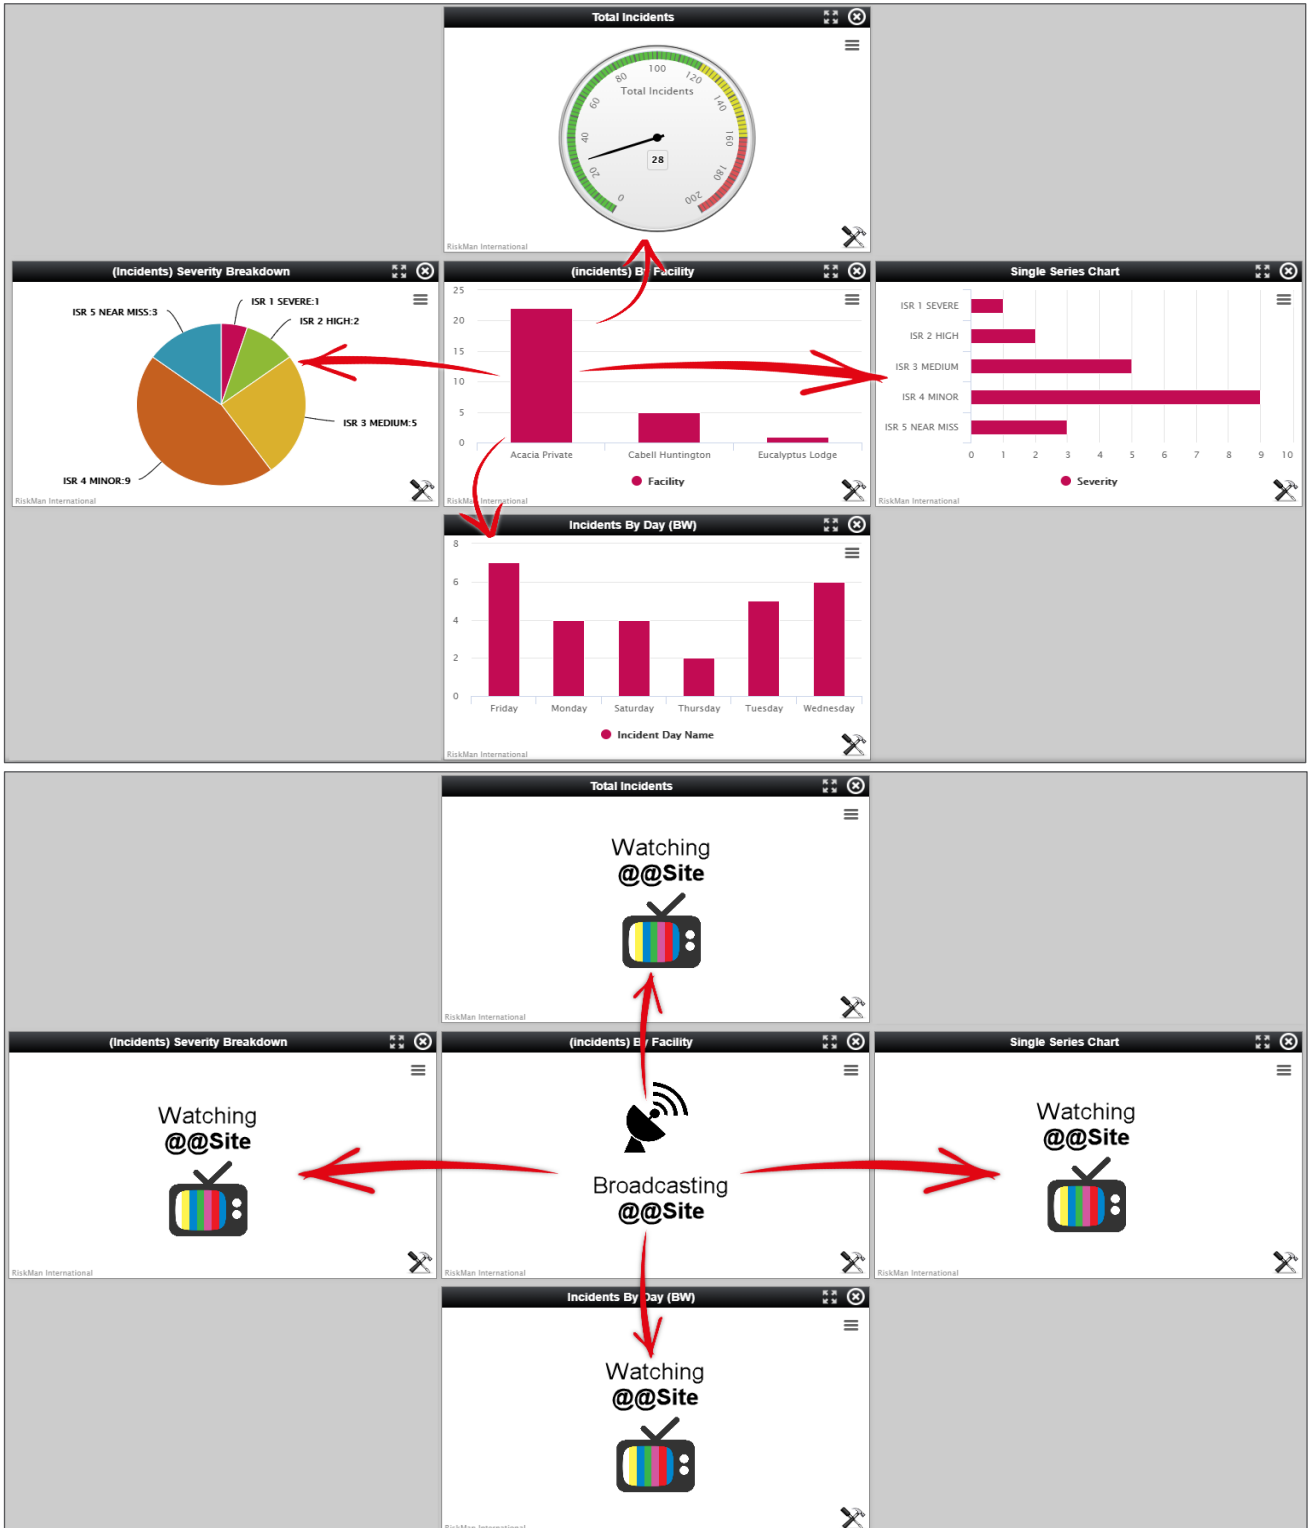 Total Incidents
100
80
120
Total Incidents
60
140
40
160
28
20
180
0
200
RiskMan International
(Incidents) Severity Breakdown
ISR 1 SEVERE:1
ISR 5 NEAR MISS:3
ISR 2 HIGH:2
ISR 3 MEDIUM:5
ISR 4 MINOR:9
RiskMan International
(incidents) By Facility
25
20
15
10
5
0
Acacia Private Cabell Huntington Eucalyptus Lodge
Facility
RiskMan International
Single Series Chart
ISR 1 SEVERE
ISR 2 HIGH
ISR 3 MEDIUM
ISR 4 MINOR
ISR 5 NEAR MISS
0 1 2 3 4 5 6 7 8 9 10
Severity
RiskMan International
Incidents By Day (BW)
8
6
4
2
0
Friday Monday Saturday Thursday Tuesday Wednesday
Incident Day Name
RiskMan International
Total Incidents
Watching
@@Site
RiskMan International
(Incidents) Severity Breakdown
Watching
@@Site
RiskMan International
(incidents) By Facility
Broadcasting
@@Site
RiskMan International
Single Series Chart
Watching
@@Site
RiskMan International
Incidents By Day (BW)
Watching
@@Site
RiskMan International